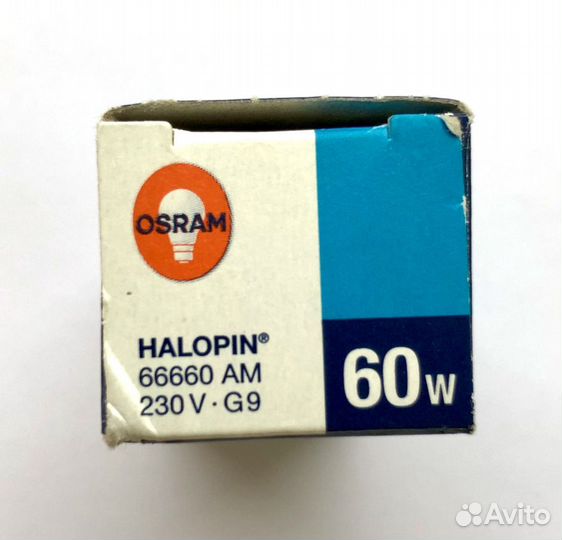 OSRAM
HALOPIN®
66660 AM
230 V · G9
60 W
Avito